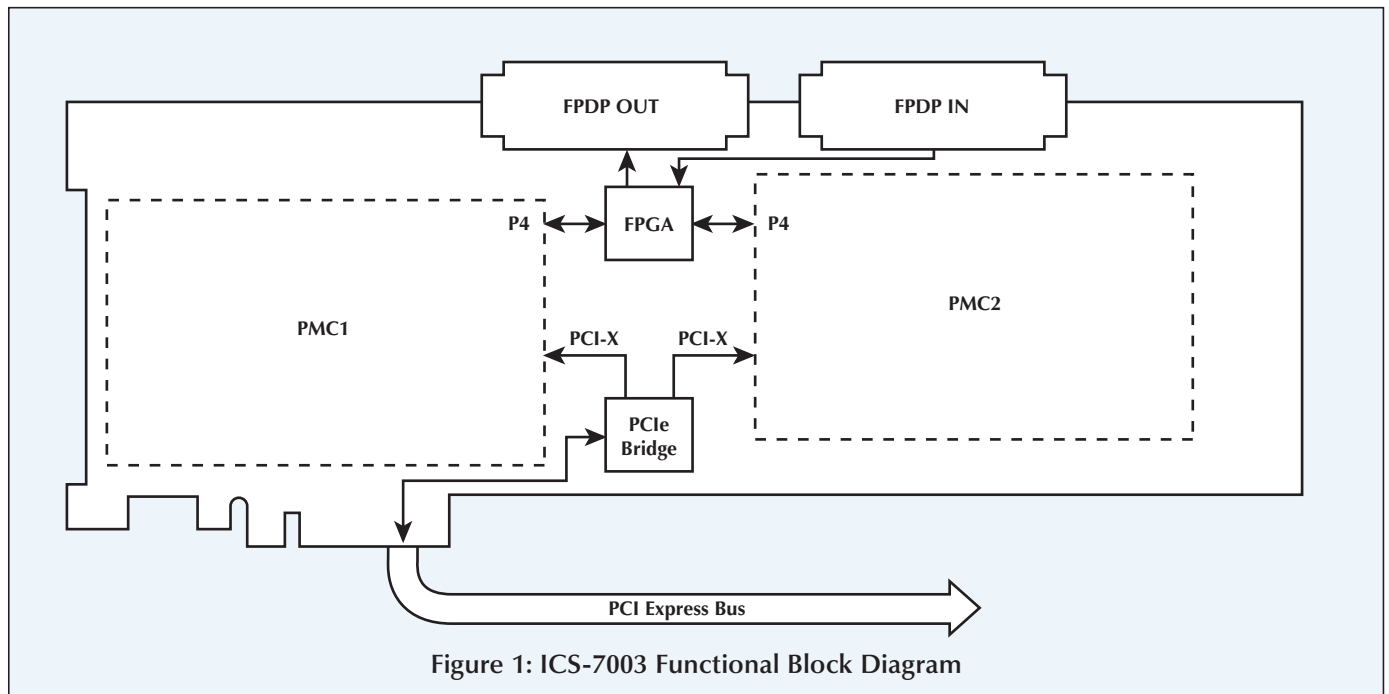 FPDP OUT
FPDP IN
P4
FPGA
P4
PMC1
PMC2
PCI-X
PCI-X
PCIe
Bridge
PCI Express Bus
Figure 1: ICS-7003 Functional Block Diagram